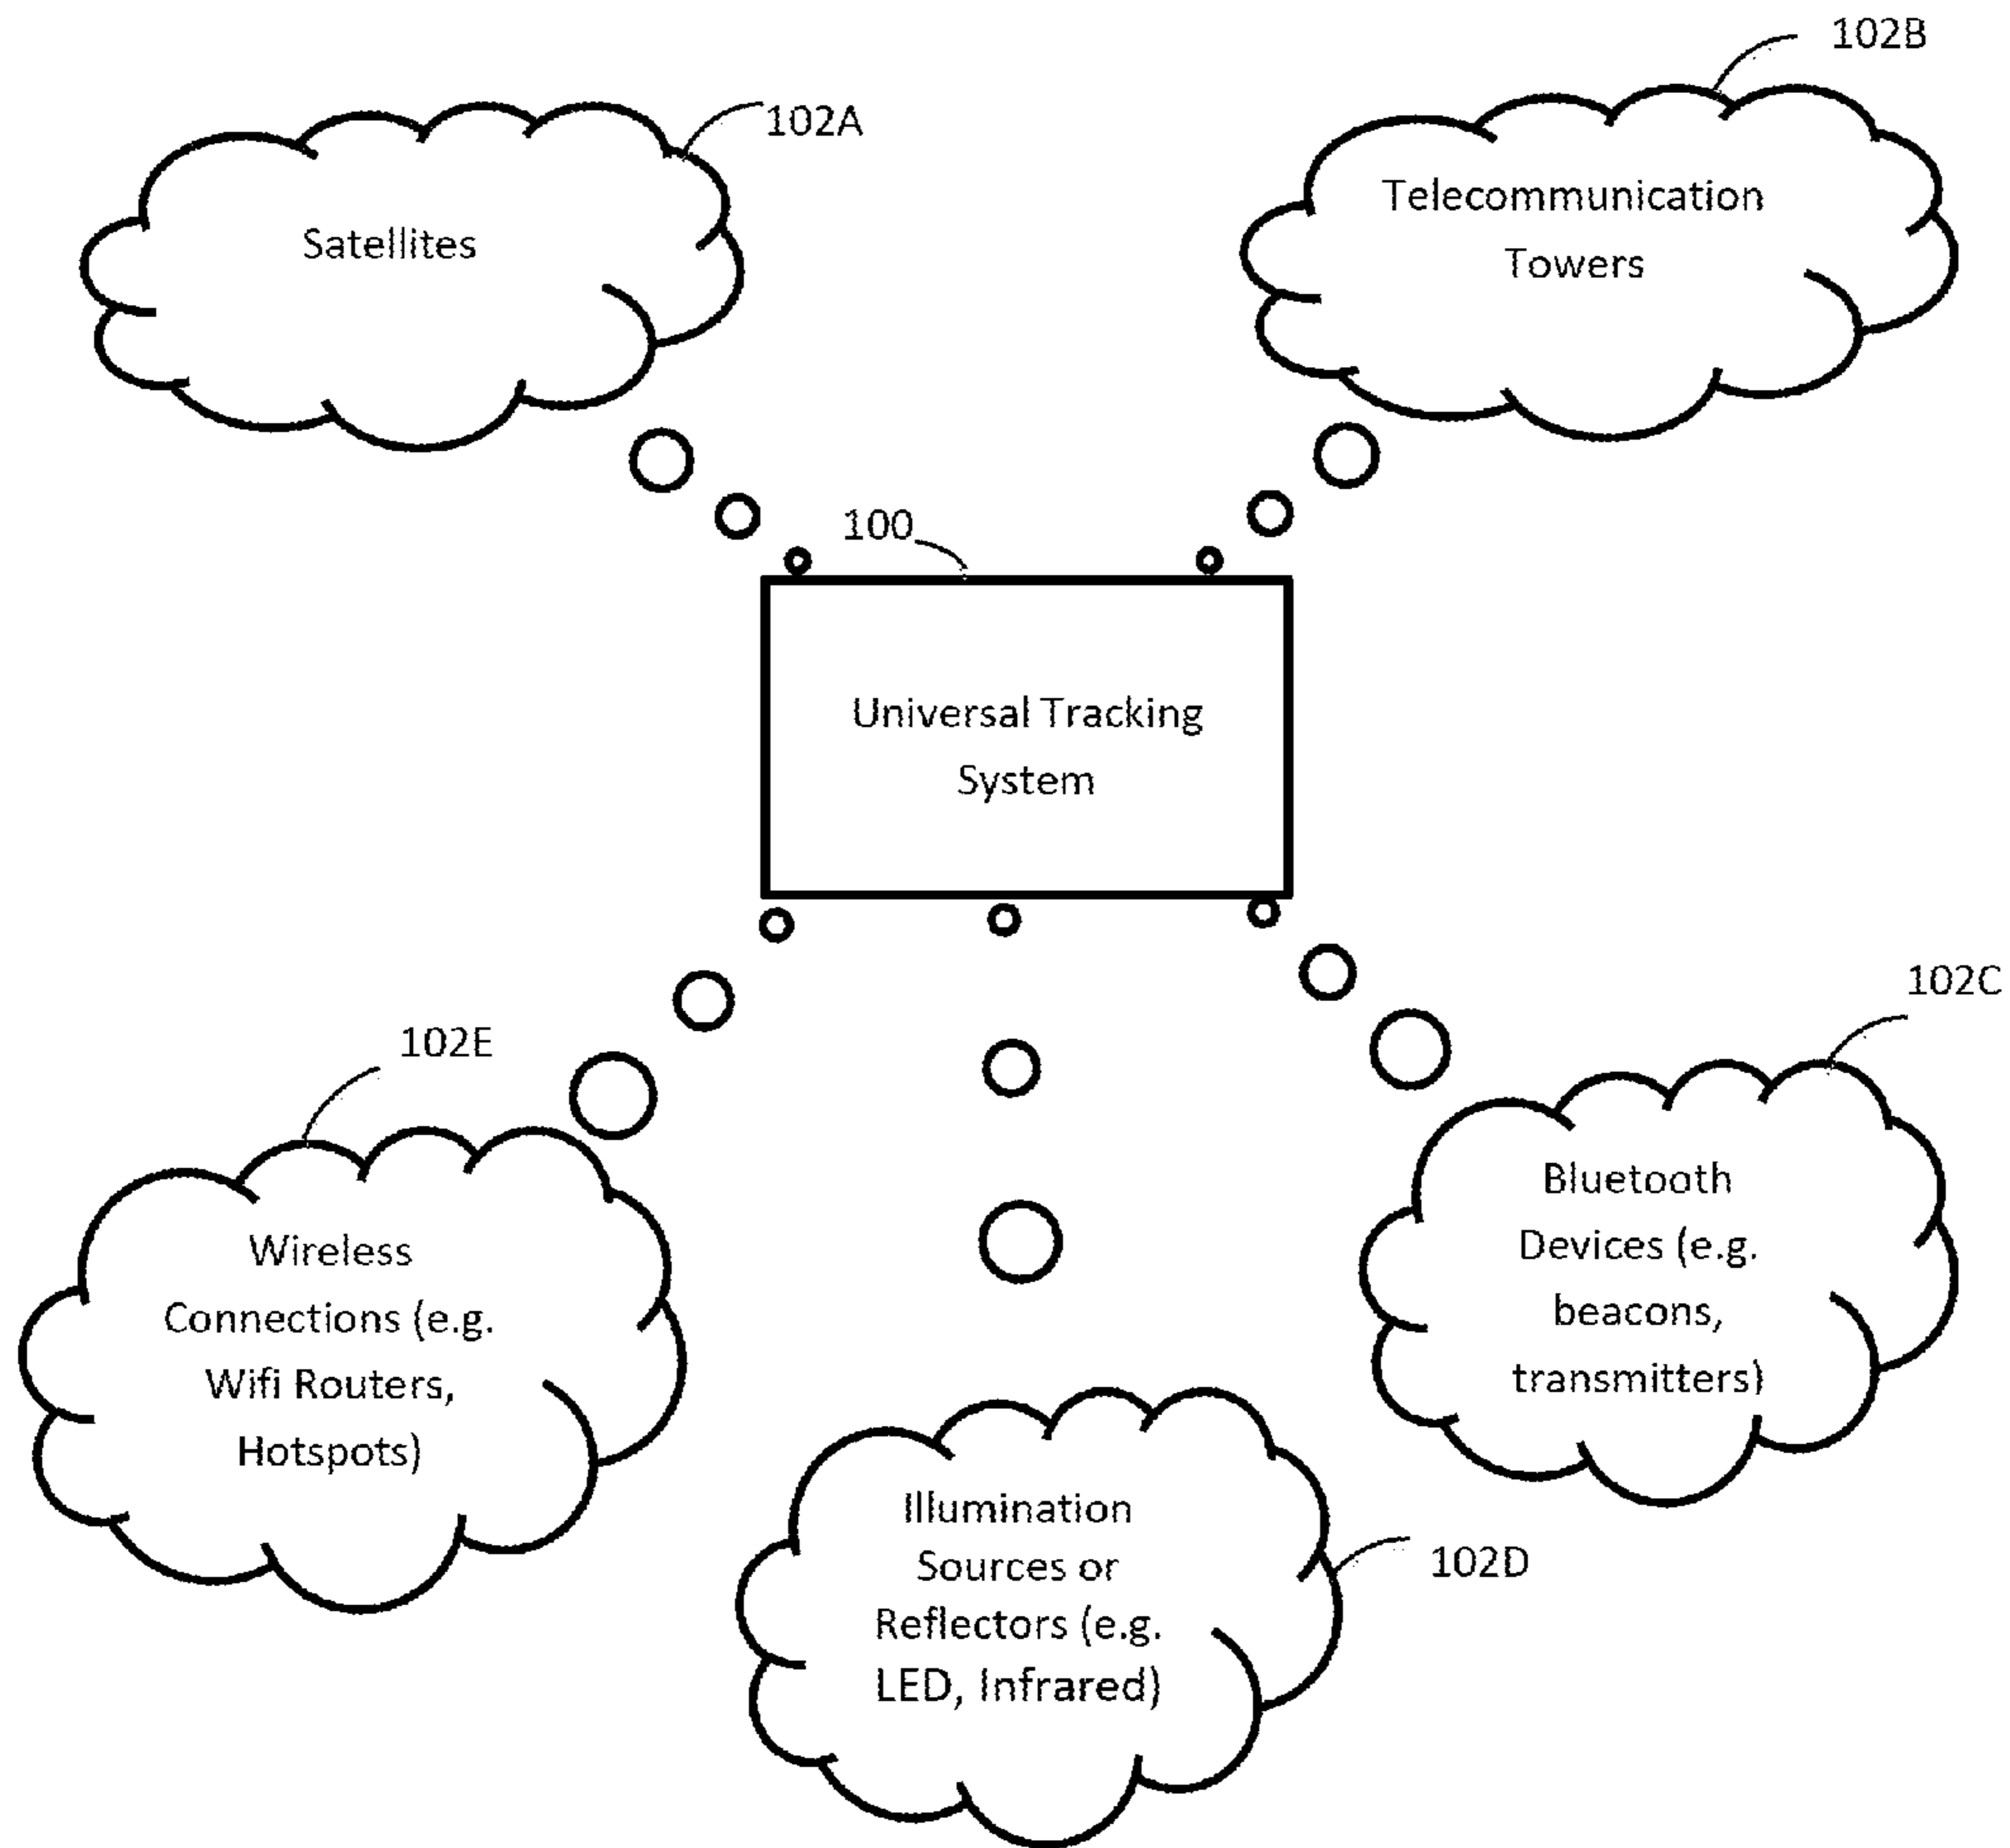 102B
102A
Satellites
Telecommunication
Towers
100
Universal Tracking
System
102C
102E
Bluetooth
Devices (e.g.
beacons,
transmitters)
Wireless
Connections (e.g.
Wifi Routers,
Hotspots)
Illumination
Sources or
Reflectors (e.g.
LED, Infrared)
102D